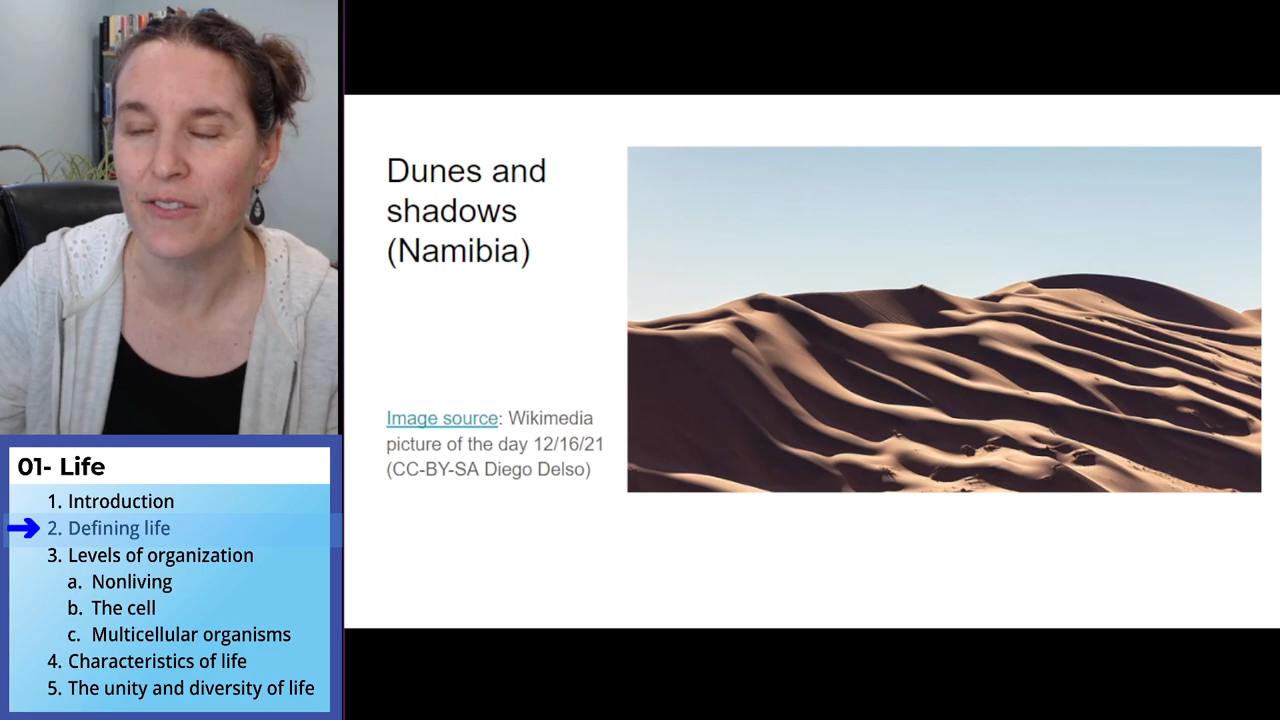 Dunes and
shadows
(Namibia)
Image source: Wikimedia
picture of the day 12/16/21
(CC-BY-SA Diego Delso)
01- Life
1. Introduction
2. Defining life
3. Levels of organization
a. Nonliving
b. The cell
c. Multicellular organisms
4. Characteristics of life
5. The unity and diversity of life